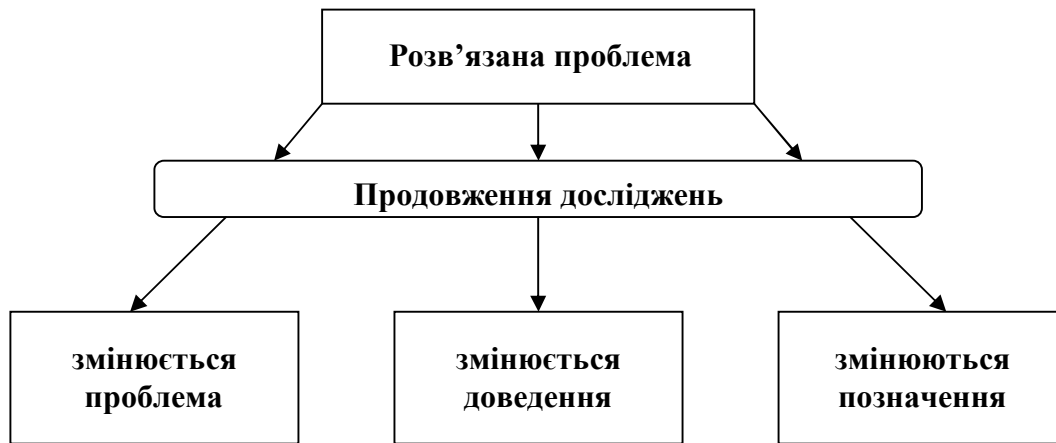 Розв’язана проблема
Продовження досліджень
змінюється
проблема
змінюється
доведення
змінюються
позначення